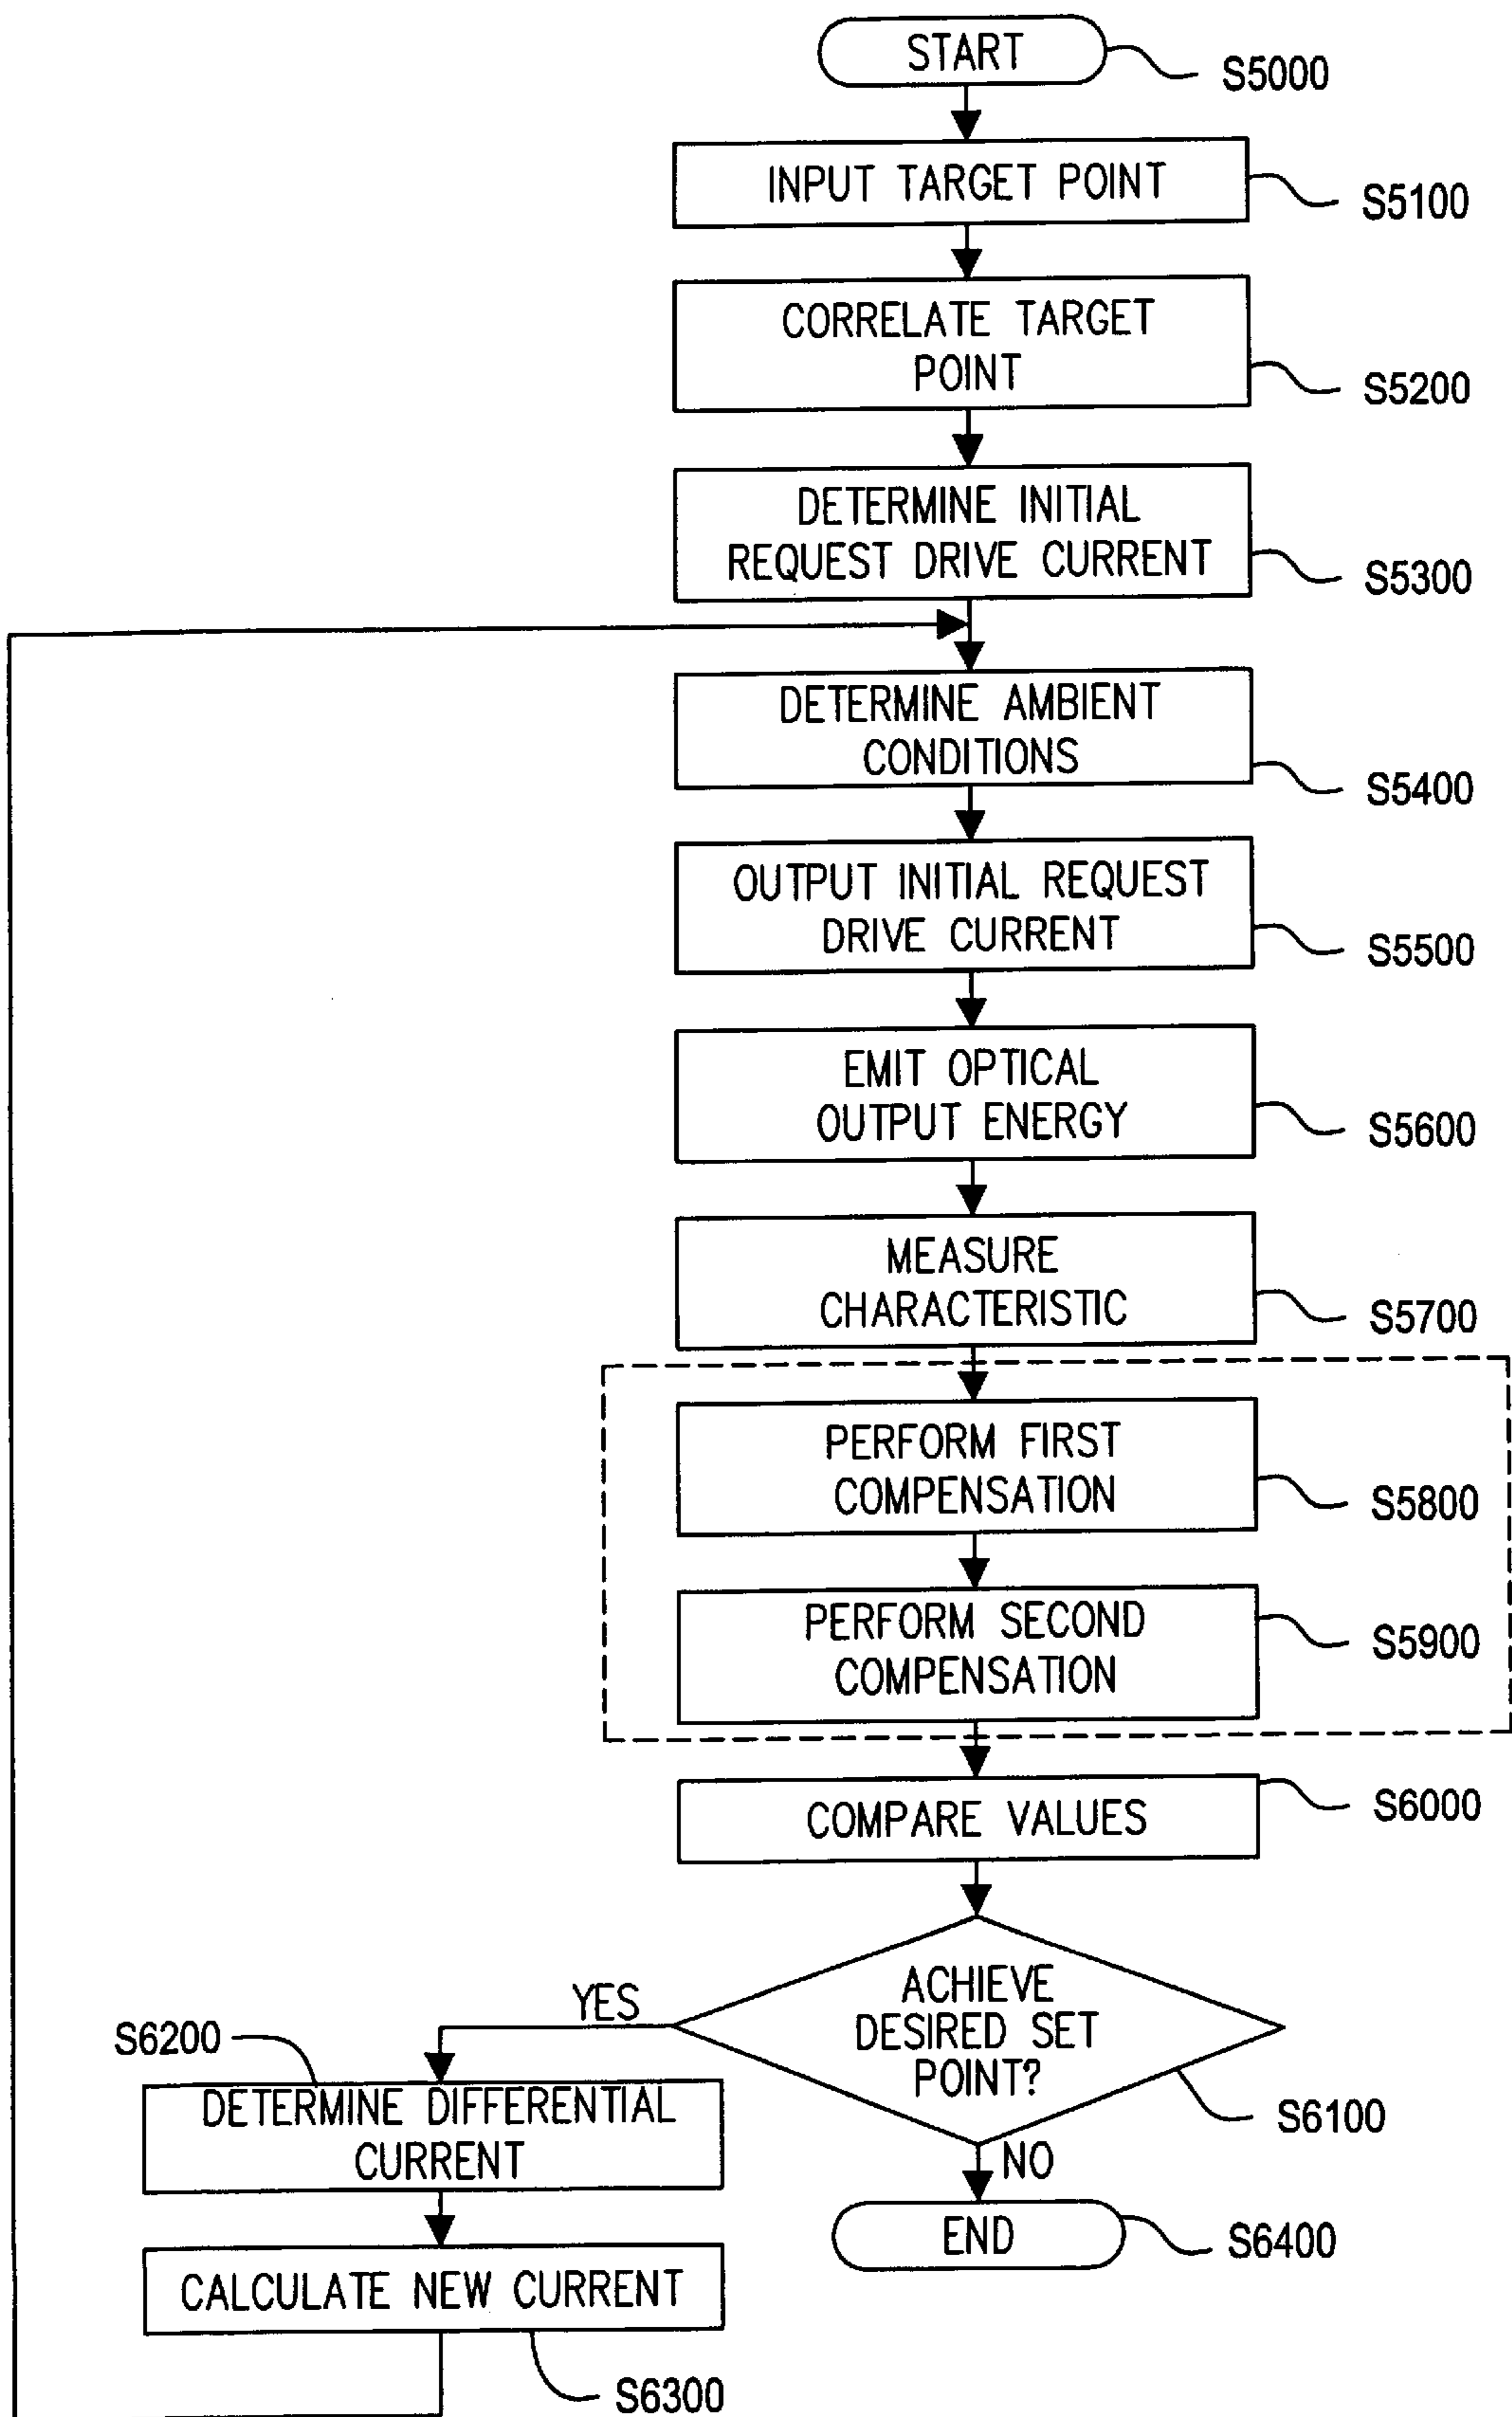 START
S5000
INPUT TARGET POINT
S5100
CORRELATE TARGET
POINT
S5200
DETERMINE INITIAL
REQUEST DRIVE CURRENT
S5300
DETERMINE AMBIENT
CONDITIONS
S5400
OUTPUT INITIAL REQUEST
DRIVE CURRENT
S5500
EMIT OPTICAL
OUTPUT ENERGY
S5600
MEASURE
CHARACTERISTIC
S5700
PERFORM FIRST
COMPENSATION
S5800
PERFORM SECOND
COMPENSATION
S5900
COMPARE VALUES
S6000
ACHIEVE
DESIRED SET
POINT?
S6100
YES
S6200
DETERMINE DIFFERENTIAL
CURRENT
NO
END
S6400
CALCULATE NEW CURRENT
S6300